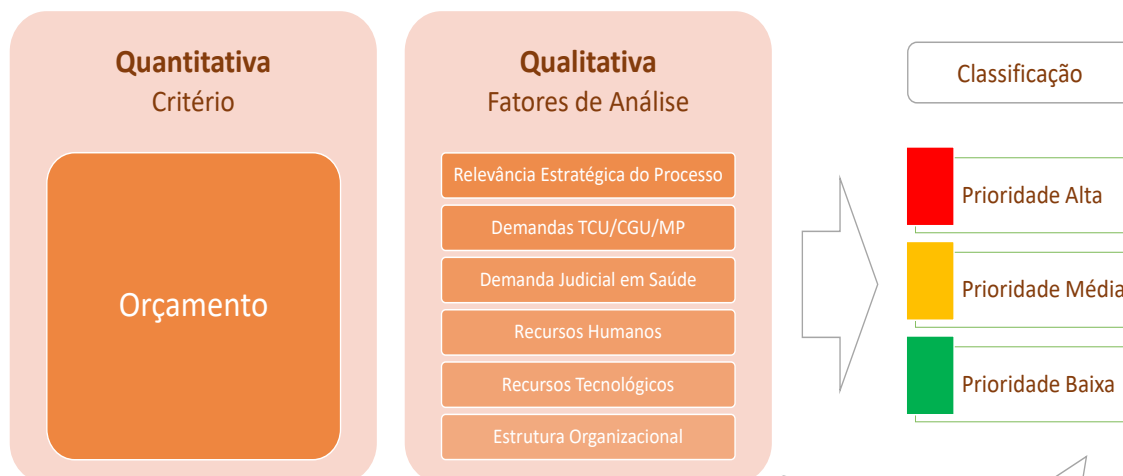 Quantitativa
Critério
Orçamento
Qualitativa
Fatores de Análise
Relevância Estratégica do Processo
Demandas TCU/CGU/MP
Demanda Judicial em Saúde
Recursos Humanos
Recursos Tecnológicos
Estrutura Organizacional
Classificação
Prioridade Alta
Prioridade Média
Prioridade Baixa